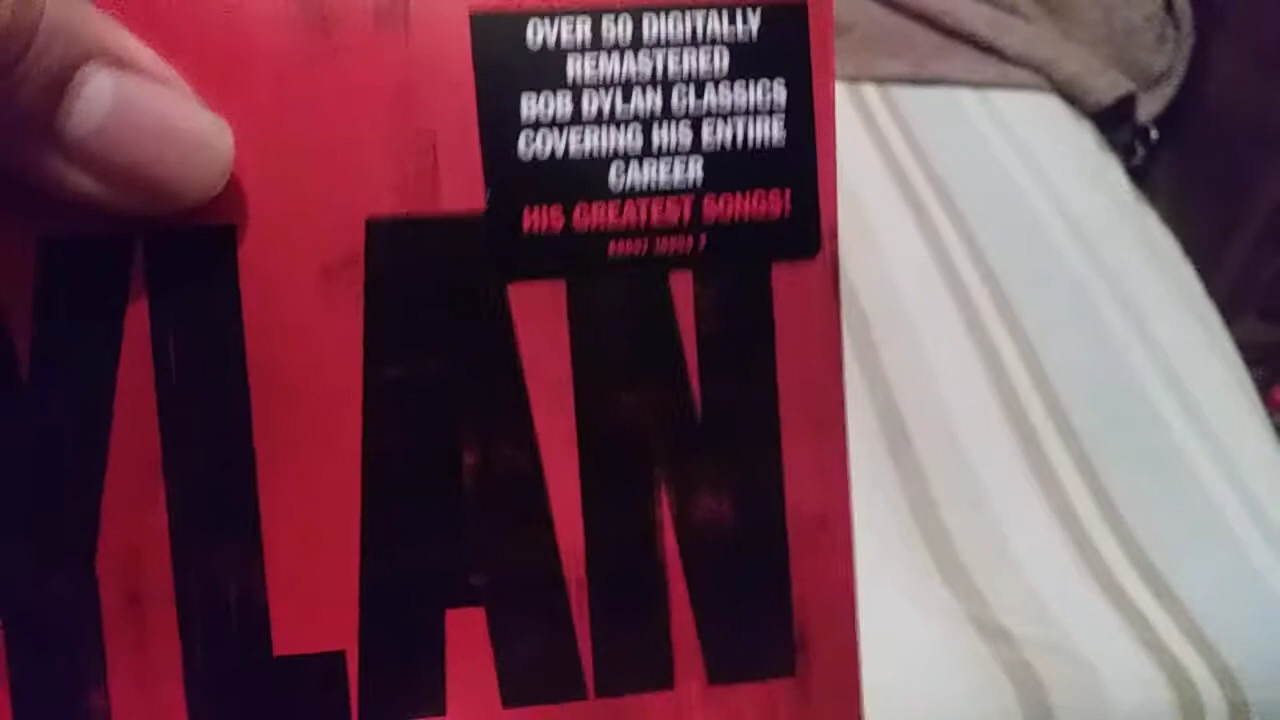 OVER 50 DIGITALLY
REMASTERED
BOB DYLAN CLASSICS
COVERING HIS ENTIRE
CAREER
HIS GREATEST SONGS!
YLAN